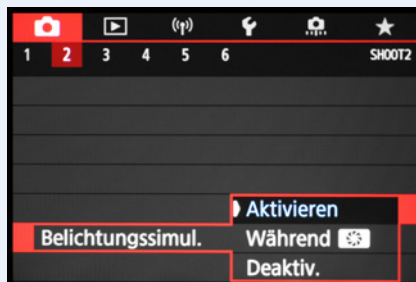 1 2 3 4 5 6 SHOOT2
Aktivieren
Belichtungssimul. Während
Deaktiv.